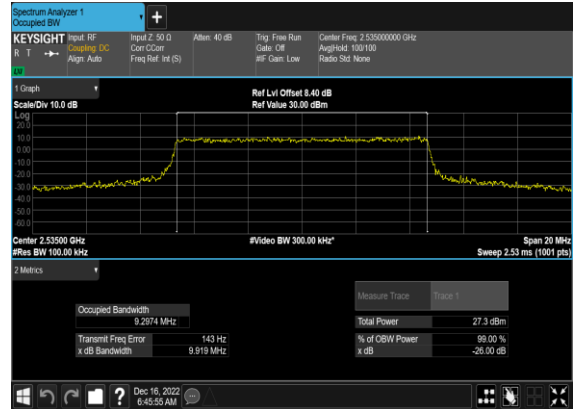 Spectrum Analyzer 1
Occupied BW
+
KEYSIGHT Input: RF Input Z: 50 Ω Atten: 40 dB Trig: Free Run Center Freq: 2.535000000 GHz
R T Coupling: DC Corr CCorr Gate: Off Avg|Hold: 100/100
Align: Auto Freq Ref: Int (S) #IF Gain: Low Radio Std: None
1 Graph
Ref Lvl Offset 8.40 dB
Scale/Div 10.0 dB Ref Value 30.00 dBm
Log
20.0
10.0
0.00
-10.0
-20.0
-30.0
-40.0
-50.0
-60.0
Center 2.53500 GHz #Video BW 300.00 kHz* Span 20 MHz
#Res BW 100.00 kHz Sweep 2.53 ms (1001 pts)
2 Metrics
Measure Trace Trace 1
Occupied Bandwidth
9.2974 MHz Total Power 27.3 dBm
Transmit Freq Error 143 Hz % of OBW Power 99.00 %
x dB Bandwidth 9.919 MHz x dB -26.00 dB
? Dec 16, 2022
6:45:55 AM